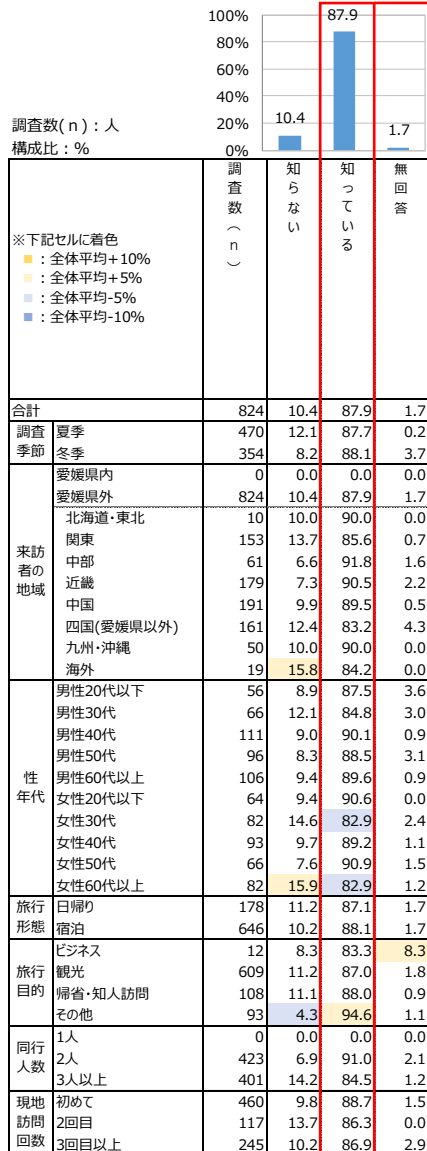 100%
80%
60%
40%
20%
0%
10.4
87.9
1.7
調査数(n)：人
構成比：%
※下記セルに着色
■：全体平均+10%
■：全体平均+5%
■：全体平均-5%
■：全体平均-10%
調査数（n） 知らない 知っている 無回答
合計 824 10.4 87.9 1.7
調査季節
夏季 470 12.1 87.7 0.2
冬季 354 8.2 88.1 3.7
来訪者の地域
愛媛県内 0 0.0 0.0 0.0
愛媛県外 824 10.4 87.9 1.7
北海道・東北 10 10.0 90.0 0.0
関東 153 13.7 85.6 0.7
中部 61 6.6 91.8 1.6
近畿 179 7.3 90.5 2.2
中国 191 9.9 89.5 0.5
四国(愛媛県以外) 161 12.4 83.2 4.3
九州・沖縄 50 10.0 90.0 0.0
海外 19 15.8 84.2 0.0
性年代
男性20代以下 56 8.9 87.5 3.6
男性30代 66 12.1 84.8 3.0
男性40代 111 9.0 90.1 0.9
男性50代 96 8.3 88.5 3.1
男性60代以上 106 9.4 89.6 0.9
女性20代以下 64 9.4 90.6 0.0
女性30代 82 14.6 82.9 2.4
女性40代 93 9.7 89.2 1.1
女性50代 66 7.6 90.9 1.5
女性60代以上 82 15.9 82.9 1.2
旅行形態
日帰り 178 11.2 87.1 1.7
宿泊 646 10.2 88.1 1.7
旅行目的
ビジネス 12 8.3 83.3 8.3
観光 609 11.2 87.0 1.8
帰省・知人訪問 108 11.1 88.0 0.9
その他 93 4.3 94.6 1.1
同行人数
1人 0 0.0 0.0 0.0
2人 423 6.9 91.0 2.1
3人以上 401 14.2 84.5 1.2
現地訪問回数
初めて 460 9.8 88.7 1.5
2回目 117 13.7 86.3 0.0
3回目以上 245 10.2 86.9 2.9